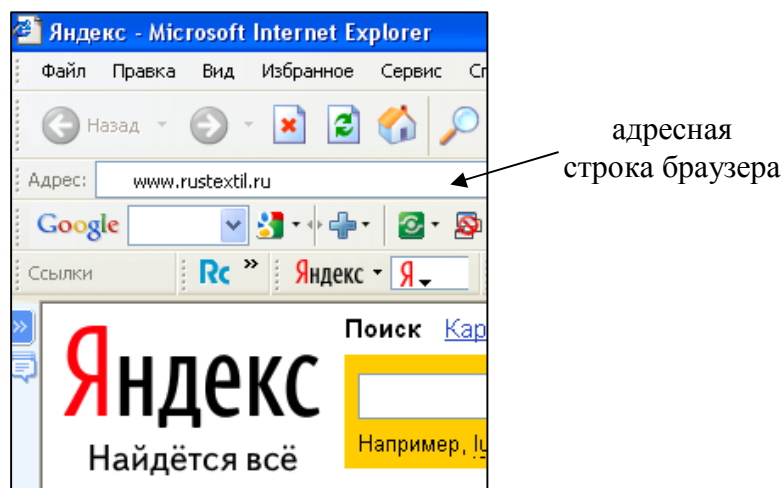 Яндекс - Microsoft Internet Explorer
Файл Правка Вид Избранное Сервис
Назад
Адрес: www.rustextil.ru
Google
Ссылки Rc » Яндекс Я
Поиск Кар
Яндекс
Найдётся всё
Например,
адресная
строка браузера